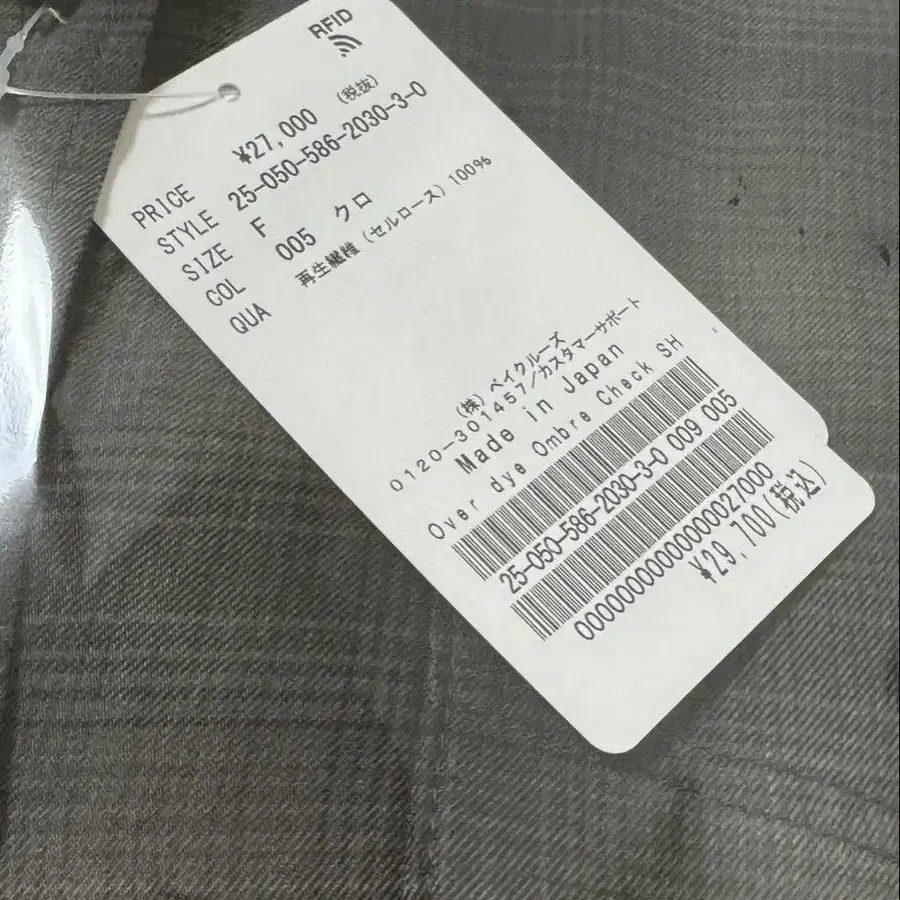 RFID
PRICE ¥27,000 (税抜)
STYLE 25-050-586-2030-3-0
SIZE F
COL 005 クロ
QUA 再生繊維 (セルロース) 100%
(株) ベイクルーズ
0120-301457/カスタマーサポート
Made in Japan
Over dye Ombre Check SH
25-050-586-2030-3-0 009 005
0000000000000000027000
¥29,700(税込)